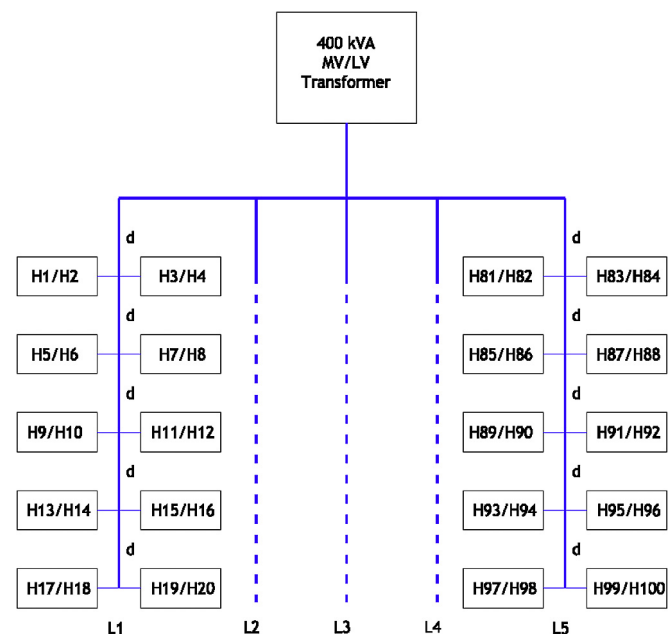 400 kVA
MV/LV
Transformer
d d
H1/H2 H3/H4 H81/H82 H83/H84
d d
H5/H6 H7/H8 H85/H86 H87/H88
d d
H9/H10 H11/H12 H89/H90 H91/H92
d d
H13/H14 H15/H16 H93/H94 H95/H96
d d
H17/H18 H19/H20 H97/H98 H99/H100
L1 L2 L3 L4 L5